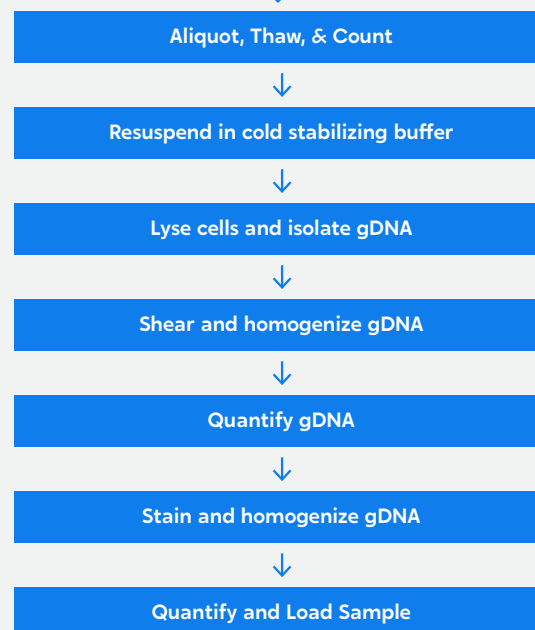 Aliquot, Thaw, & Count
Resuspend in cold stabilizing buffer
Lyse cells and isolate gDNA
Shear and homogenize gDNA
Quantify gDNA
Stain and homogenize gDNA
Quantify and Load Sample